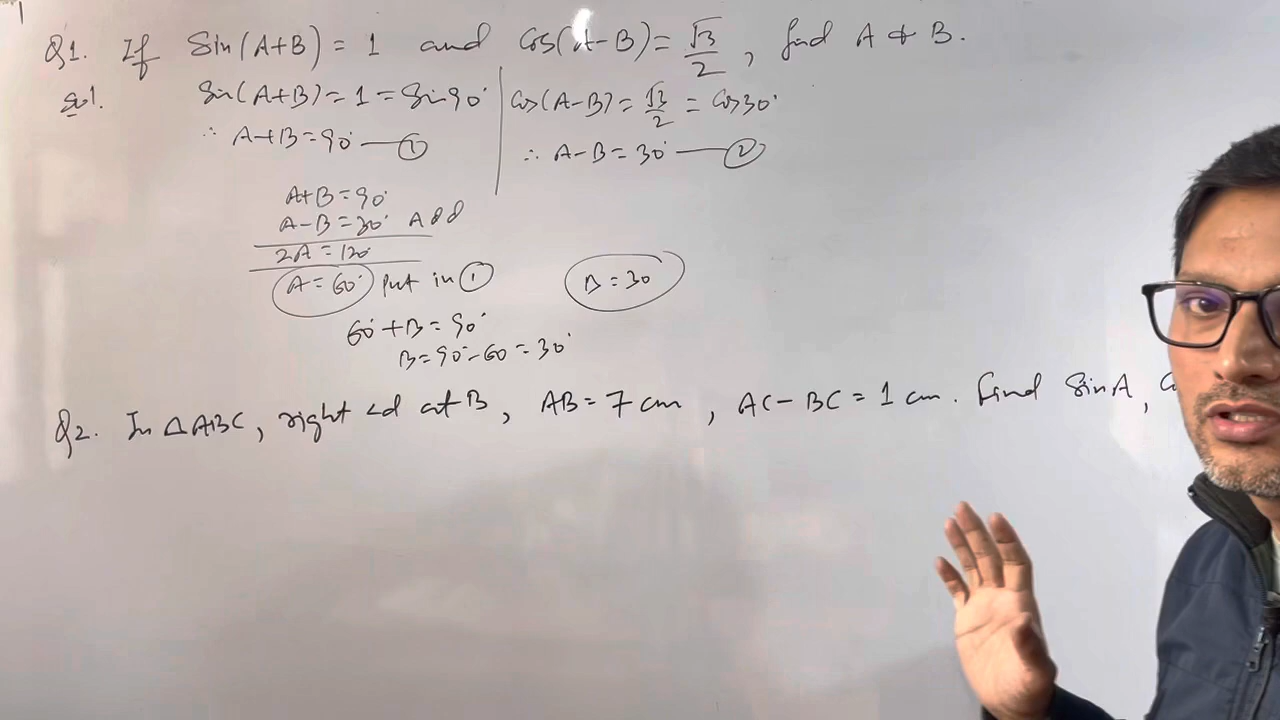 Q1. If Sin(A+B) = 1 and Cos(A-B) = √3/2, find A & B.
Sol. Sin(A+B) = 1 = Sin90°
∴ A+B = 90° — ①
Cos(A-B) = √3/2 = Cos30°
∴ A-B = 30° — ②
A+B = 90°
A-B = 30° Add
2A = 120°
A = 60° Put in ①
60° + B = 90°
B = 90° - 60 = 30°
B = 30°
Q2. In △ABC, right ∠d at B, AB = 7 cm, AC - BC = 1 cm. Find SinA,